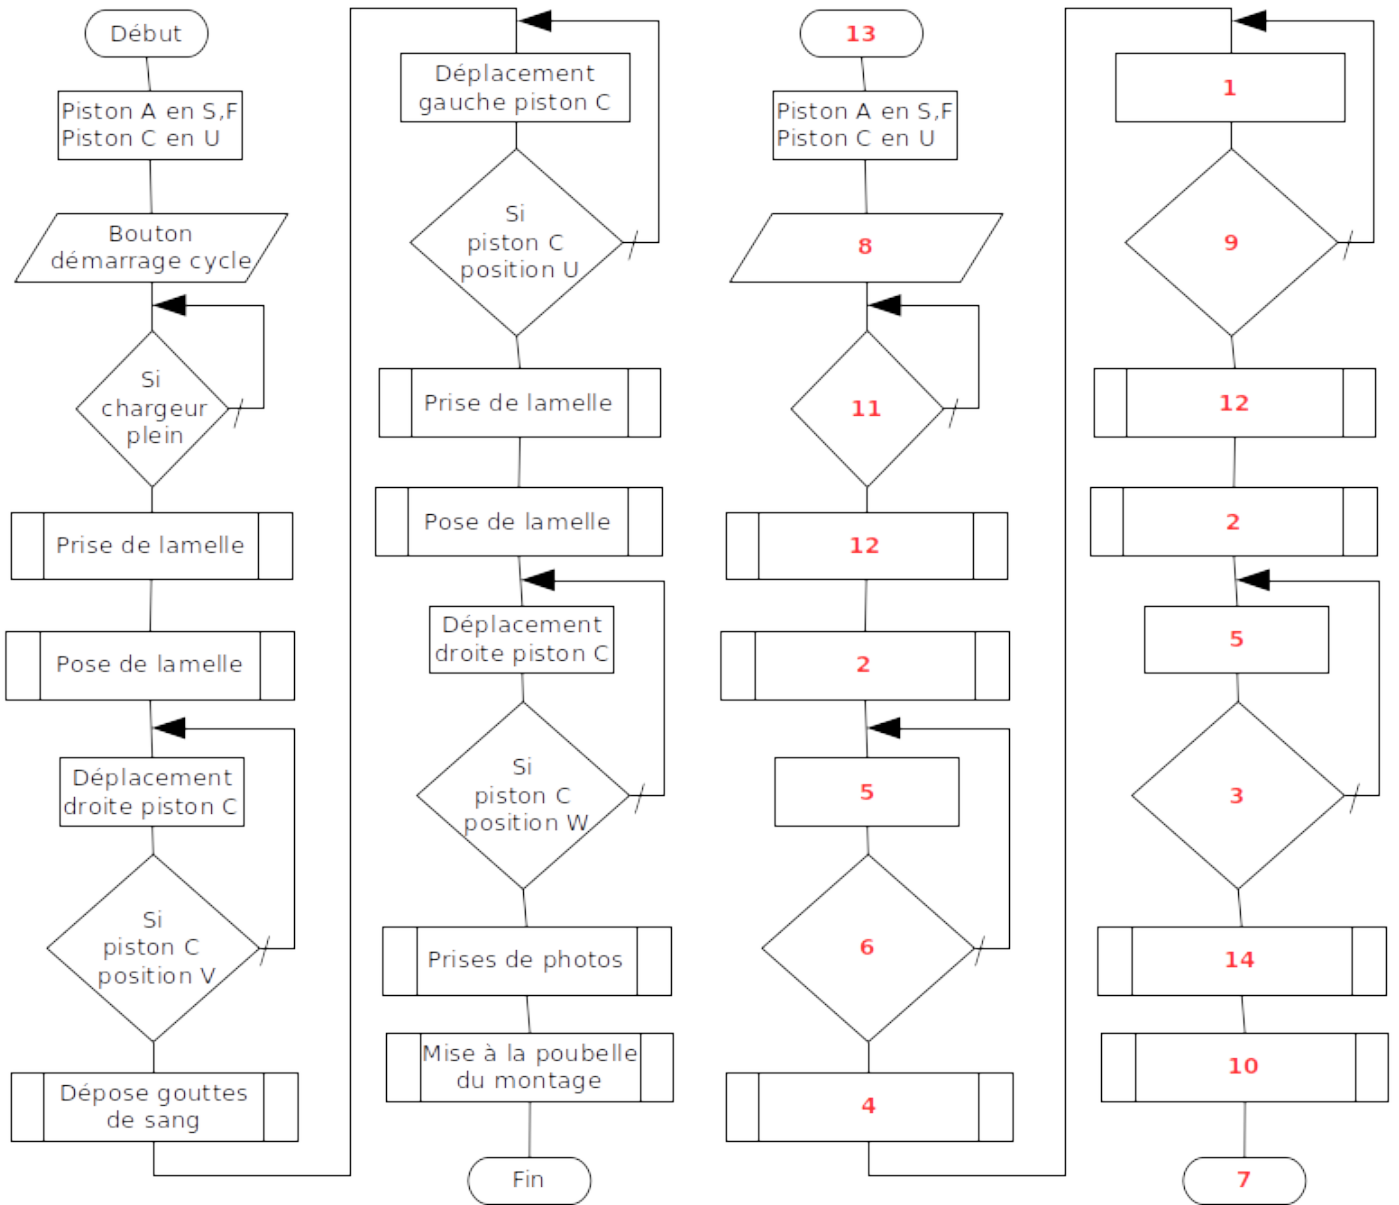 Début
Piston A en S,F
Piston C en U
Bouton
démarrage cycle
Si
chargeur
plein
Prise de lamelle
Pose de lamelle
Déplacement
droite piston C
Si
piston C
position V
Dépose gouttes
de sang
Déplacement
gauche piston C
Si
piston C
position U
Prise de lamelle
Pose de lamelle
Déplacement
droite piston C
Si
piston C
position W
Prises de photos
Mise à la poubelle
du montage
Fin
13
Piston A en S,F
Piston C en U
8
11
12
2
5
6
4
1
9
12
2
5
3
14
10
7